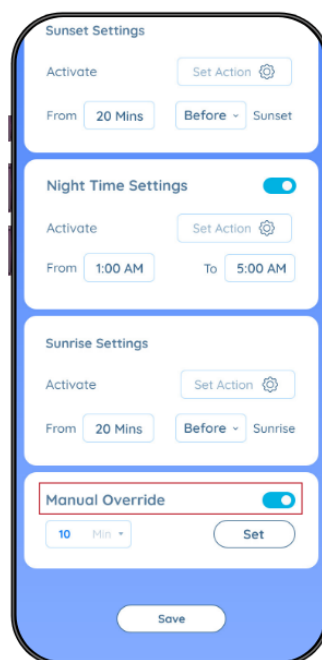 Sunset Settings
Activate Set Action
From 20 Mins Before Sunset
Night Time Settings
Activate Set Action
From 1:00 AM To 5:00 AM
Sunrise Settings
Activate Set Action
From 20 Mins Before Sunrise
Manual Override
10 Min Set
Save